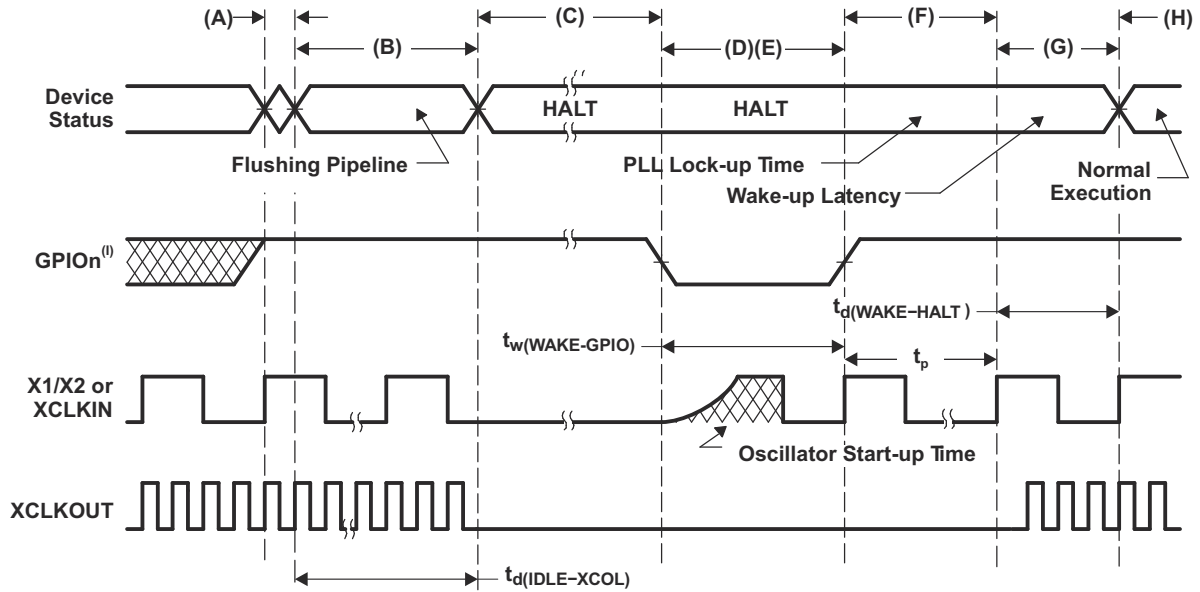 (A)
(C)
(F)
(H)
(B)
(D)(E)
(G)
Device
Status
HALT
HALT
Flushing Pipeline
PLL Lock-up Time
Wake-up Latency
Normal
Execution
GPIOn(I)
td(WAKE−HALT )
tw(WAKE-GPIO)
tp
X1/X2 or
XCLKIN
Oscillator Start-up Time
XCLKOUT
td(IDLE−XCOL)